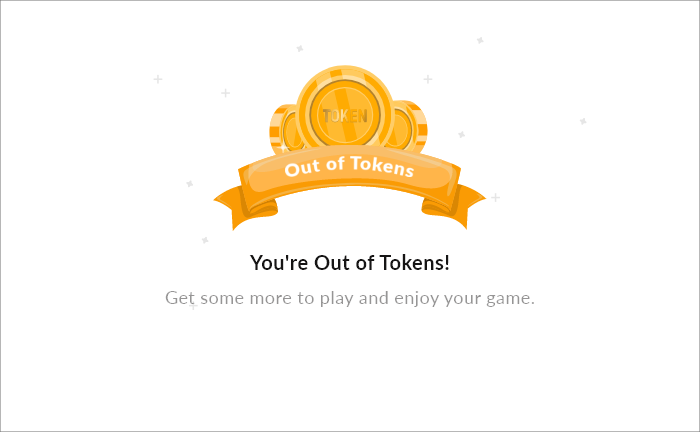 TOKEN
Out of Tokens
You're Out of Tokens!
Get some more to play and enjoy your game.